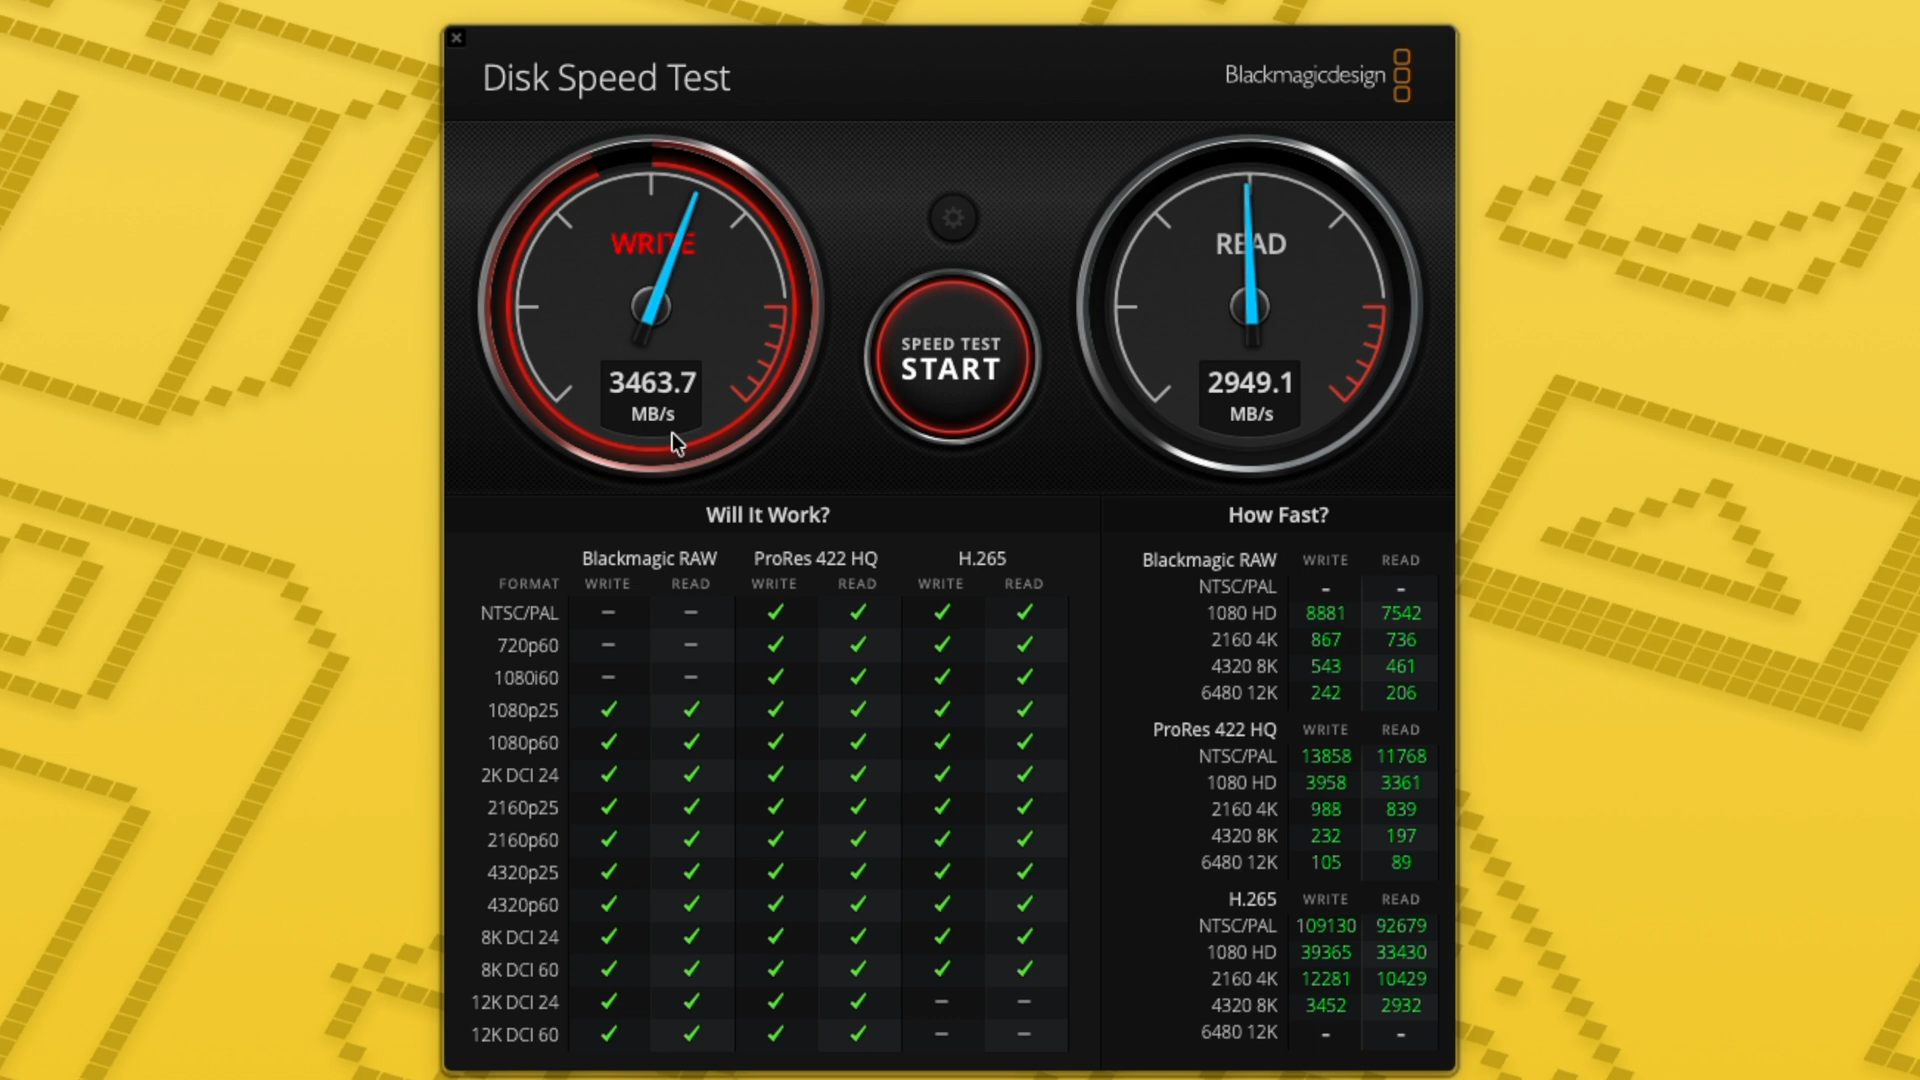 Disk Speed Test
Blackmagicdesign
WRITE
READ
SPEED TEST
START
3463.7
MB/s
2949.1
MB/s
Will It Work?
Blackmagic RAW ProRes 422 HQ H.265
FORMAT WRITE READ WRITE READ WRITE READ
NTSC/PAL – – ✓ ✓ ✓ ✓
720p60 – – ✓ ✓ ✓ ✓
1080i60 – – ✓ ✓ ✓ ✓
1080p25 ✓ ✓ ✓ ✓ ✓ ✓
1080p60 ✓ ✓ ✓ ✓ ✓ ✓
2K DCI 24 ✓ ✓ ✓ ✓ ✓ ✓
2160p25 ✓ ✓ ✓ ✓ ✓ ✓
2160p60 ✓ ✓ ✓ ✓ ✓ ✓
4320p25 ✓ ✓ ✓ ✓ ✓ ✓
4320p60 ✓ ✓ ✓ ✓ ✓ ✓
8K DCI 24 ✓ ✓ ✓ ✓ ✓ ✓
8K DCI 60 ✓ ✓ ✓ ✓ ✓ ✓
12K DCI 24 ✓ ✓ ✓ ✓ – –
12K DCI 60 ✓ ✓ ✓ ✓ – –
How Fast?
Blackmagic RAW WRITE READ
NTSC/PAL - -
1080 HD 8881 7542
2160 4K 867 736
4320 8K 543 461
6480 12K 242 206
ProRes 422 HQ WRITE READ
NTSC/PAL 13858 11768
1080 HD 3958 3361
2160 4K 988 839
4320 8K 232 197
6480 12K 105 89
H.265 WRITE READ
NTSC/PAL 109130 92679
1080 HD 39365 33430
2160 4K 12281 10429
4320 8K 3452 2932
6480 12K - -